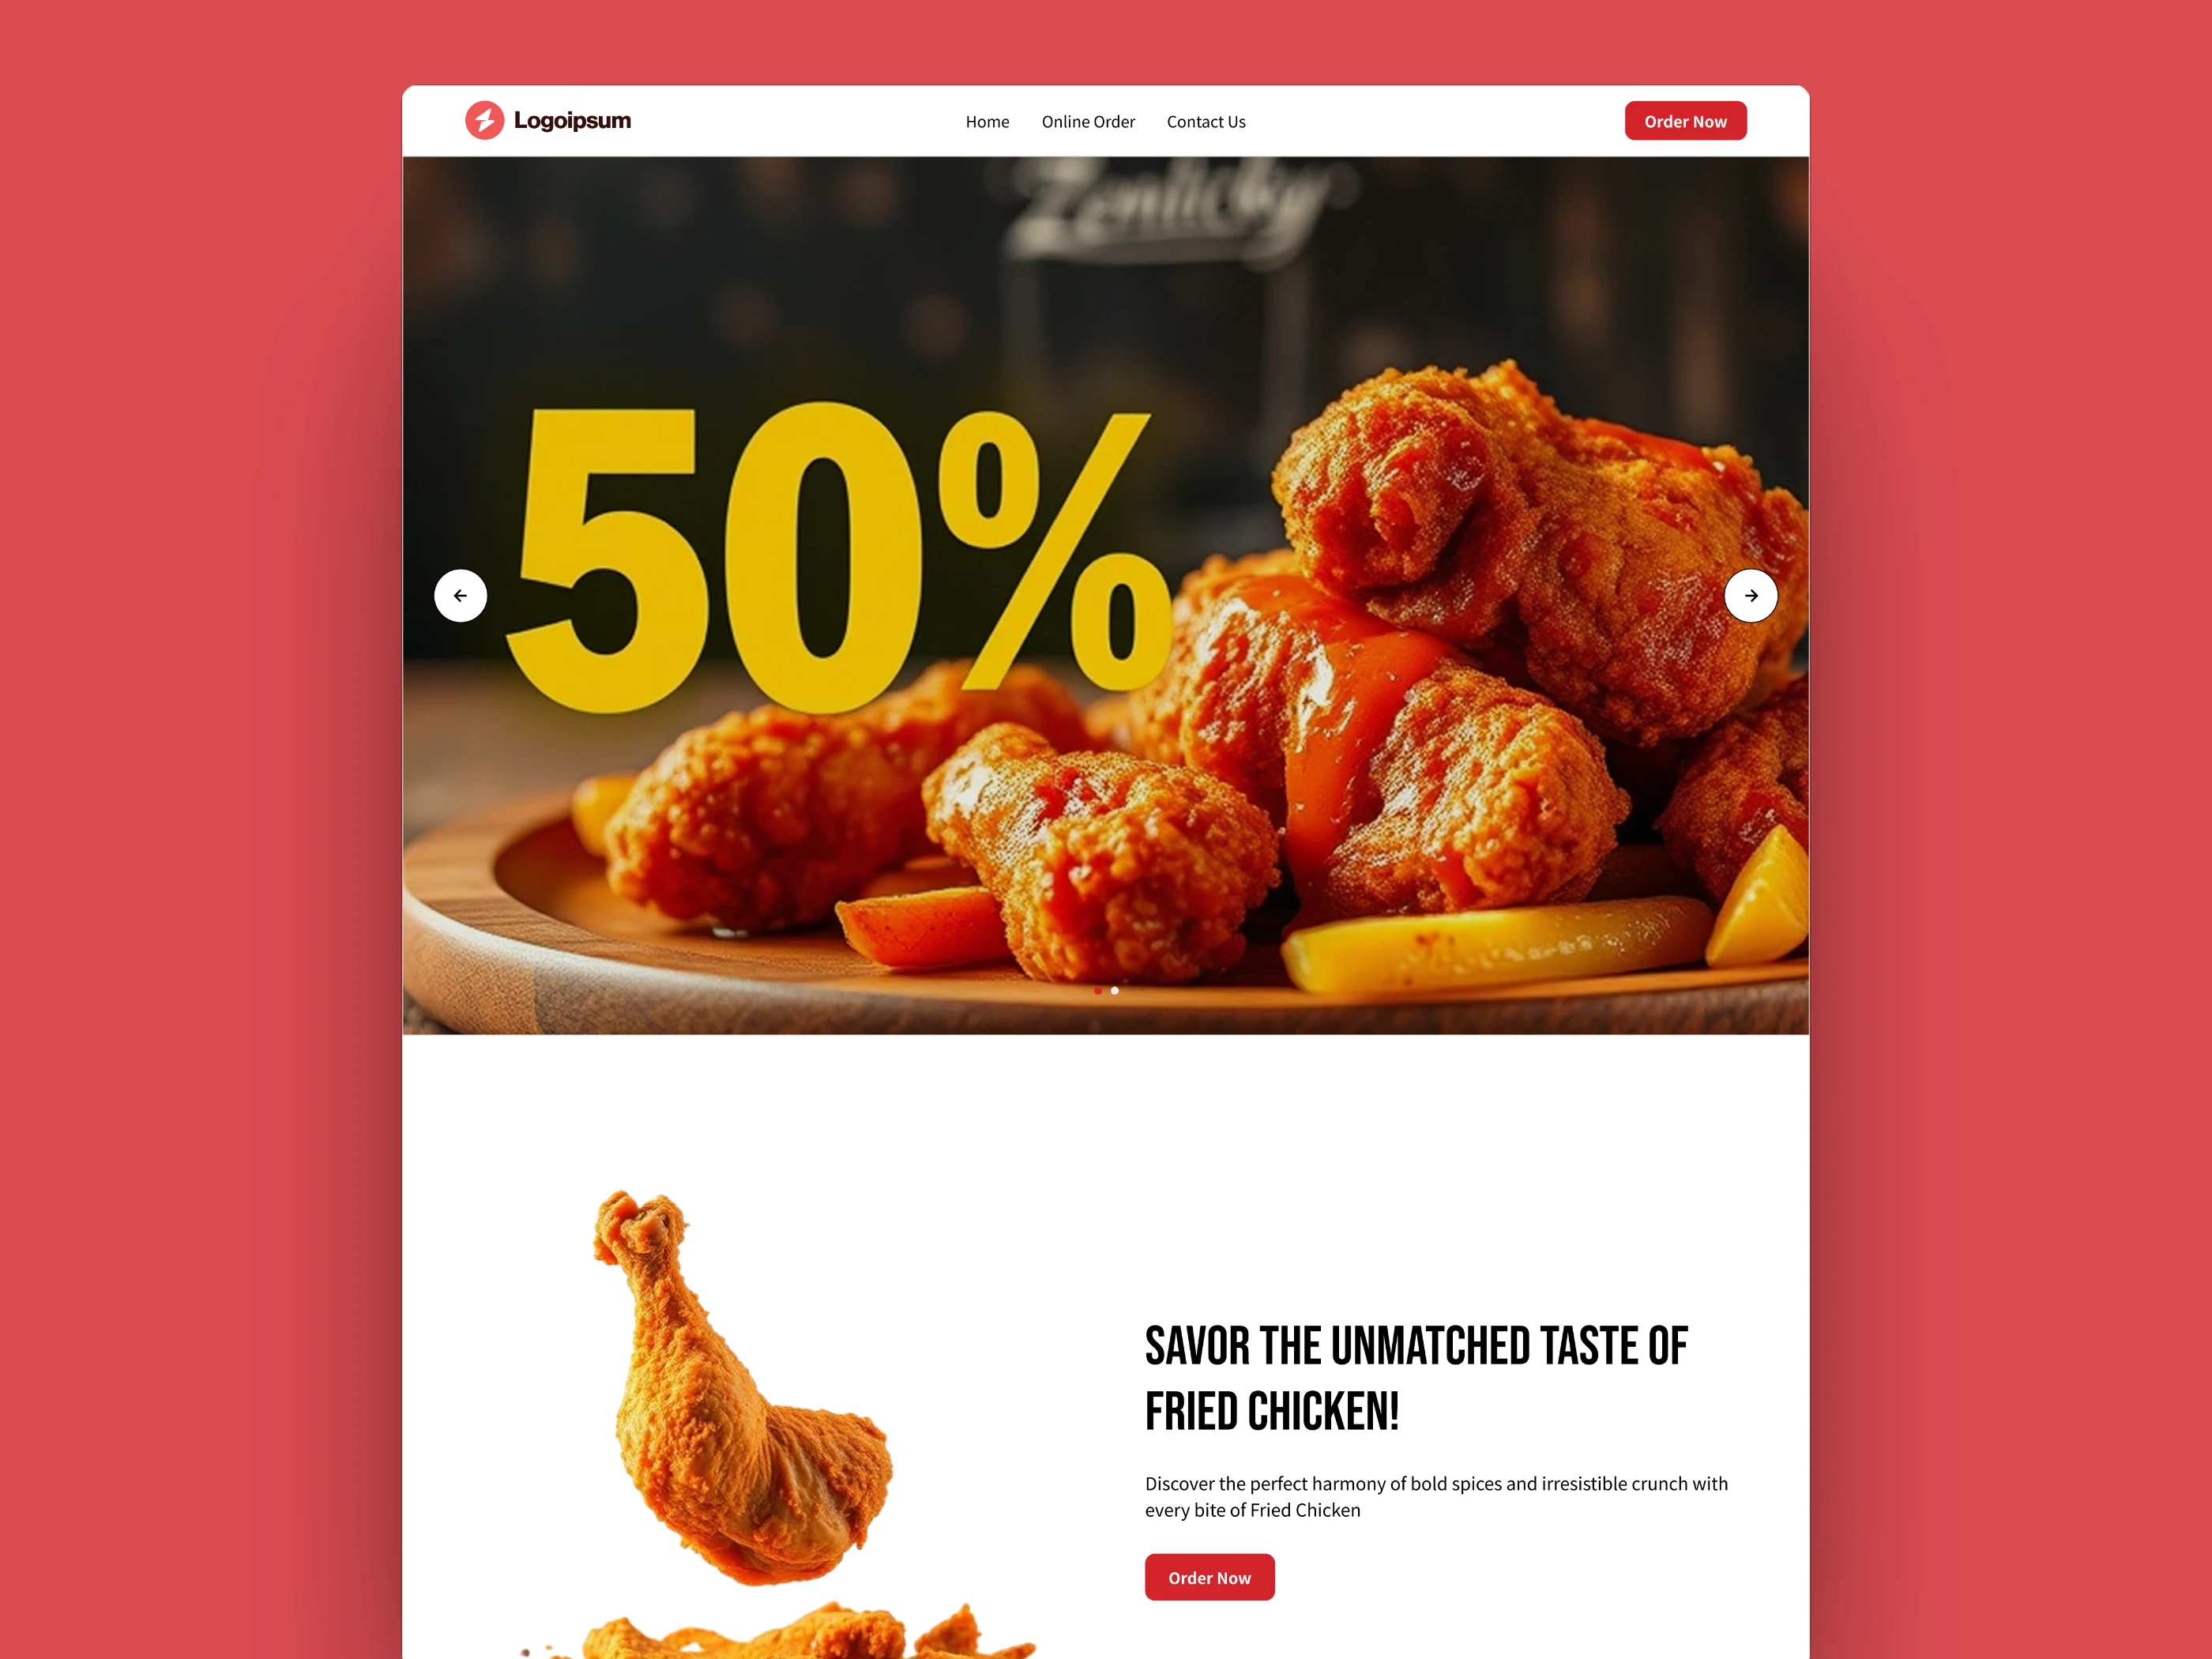 Logoipsum
Home Online Order Contact Us
Order Now
Zenticky
50%
SAVOR THE UNMATCHED TASTE OF
FRIED CHICKEN!
Discover the perfect harmony of bold spices and irresistible crunch with
every bite of Fried Chicken
Order Now